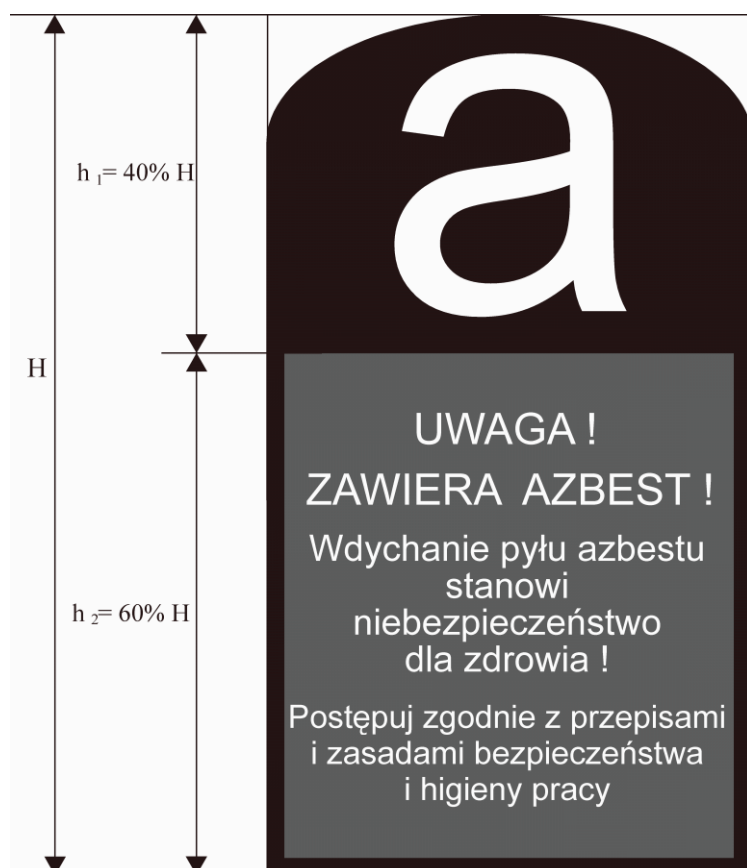 a
h 1= 40% H
H
h 2= 60% H
UWAGA !
ZAWIERA AZBEST !
Wdychanie pyłu azbestu
stanowi
niebezpieczeństwo
dla zdrowia !
Postępuj zgodnie z przepisami
i zasadami bezpieczeństwa
i higieny pracy